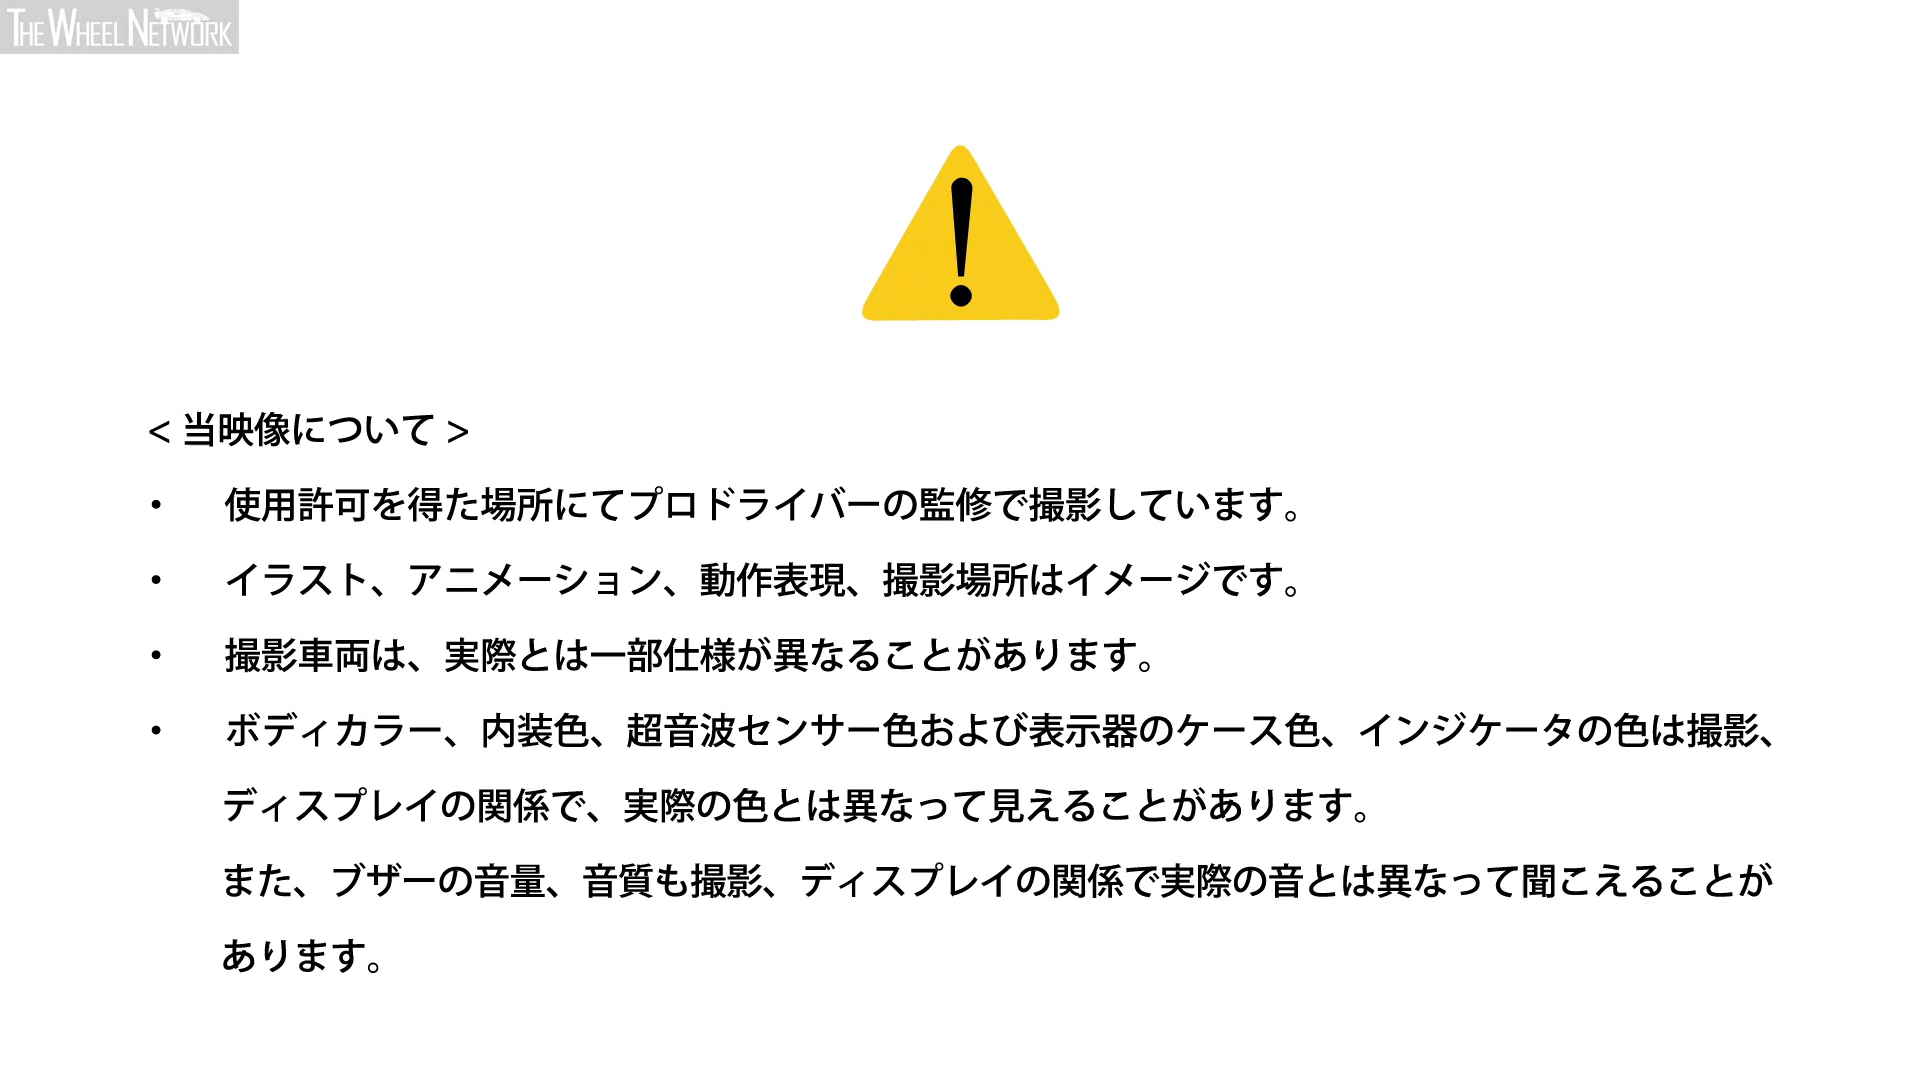 THE WHEEL NETWORK
< 当映像について >
・ 使用許可を得た場所にてプロドライバーの監修で撮影しています。
・ イラスト、アニメーション、動作表現、撮影場所はイメージです。
・ 撮影車両は、実際とは一部仕様が異なることがあります。
・ ボディカラー、内装色、超音波センサー色および表示器のケース色、インジケータの色は撮影、
ディスプレイの関係で、実際の色とは異なって見えることがあります。
また、ブザーの音量、音質も撮影、ディスプレイの関係で実際の音とは異なって聞こえることが
あります。